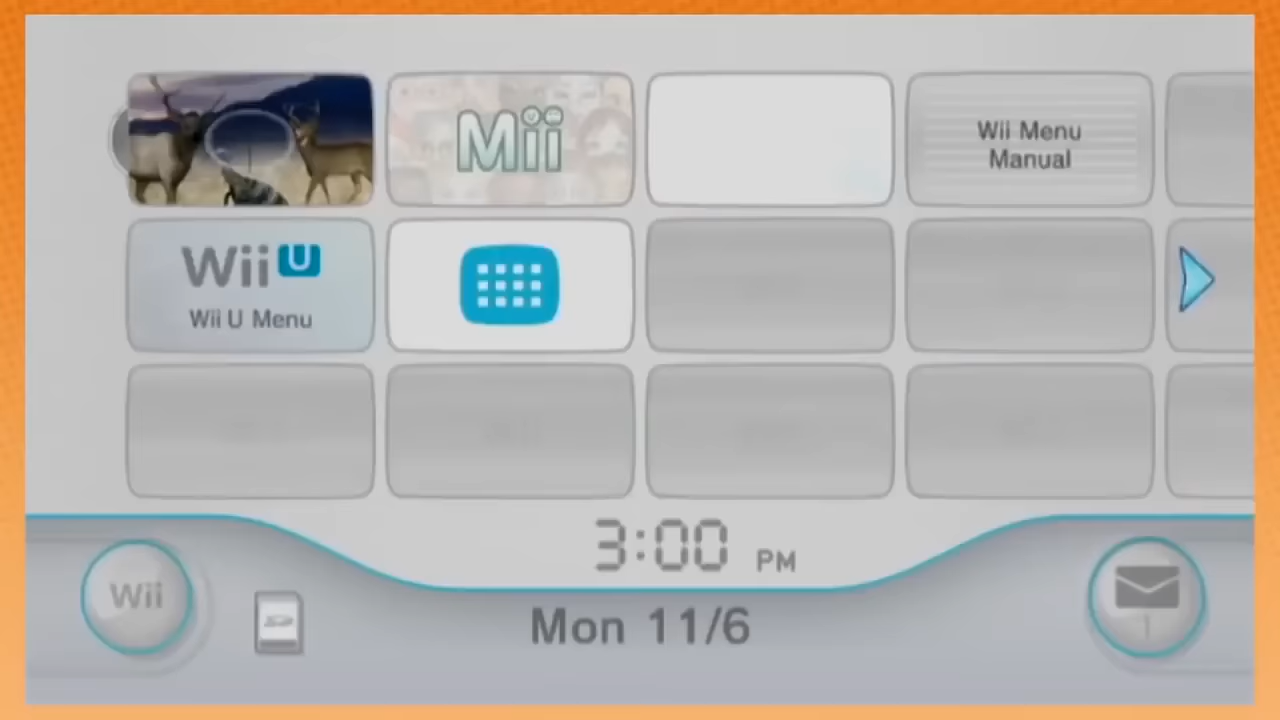 Mii
Wii Menu
Manual
Wii U
Wii U Menu
3:00 PM
Wii
Mon 11/6